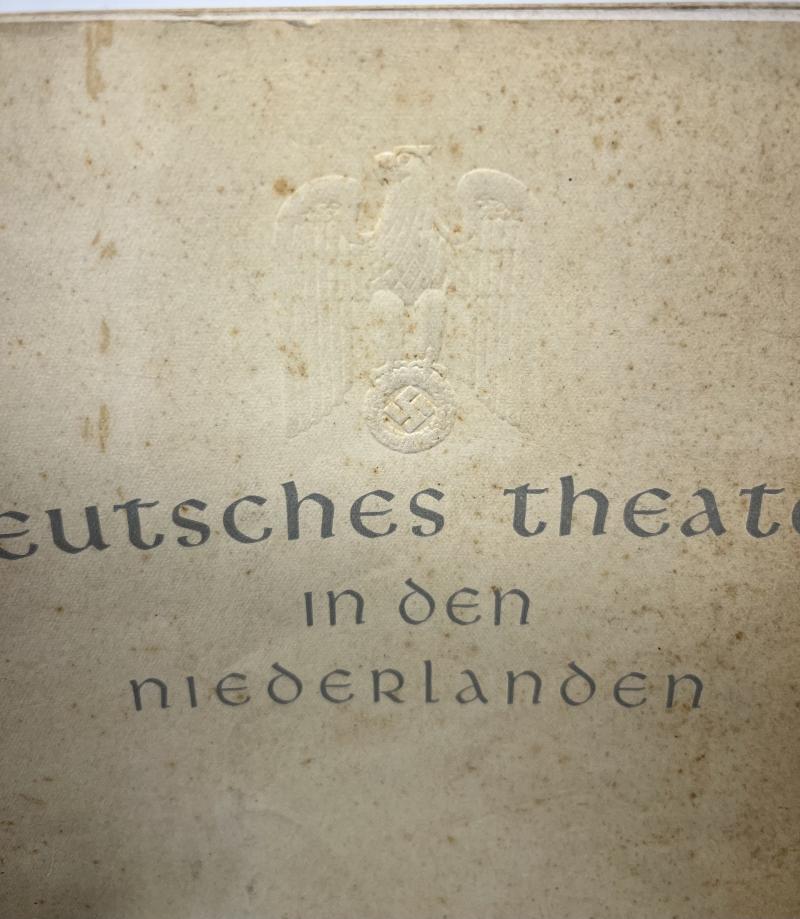 eutsches theate
in den
niederlanden